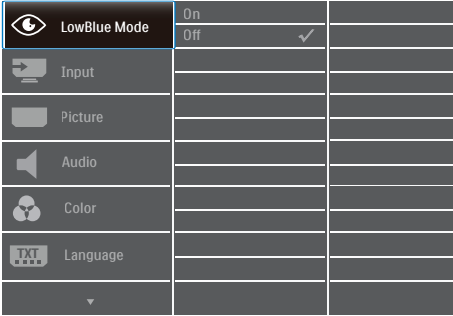 LowBlue Mode
On
Off
Input
Picture
Audio
Color
TXT
Language